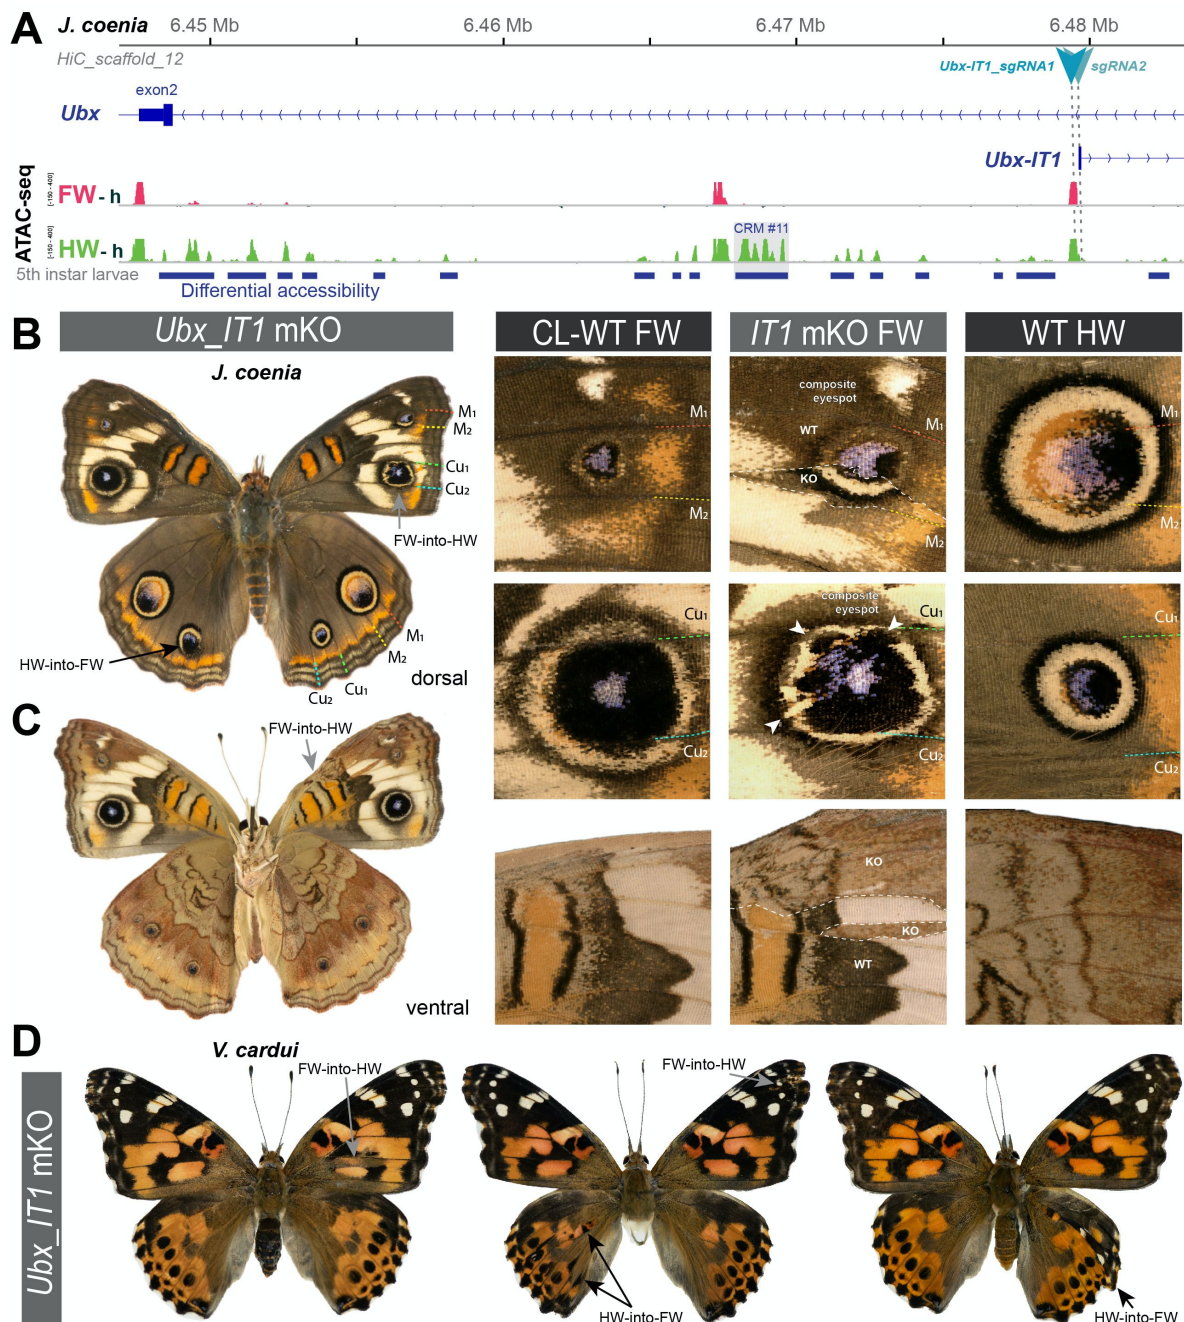 A
J. coenia
6.45 Mb
6.46 Mb
6.47 Mb
6.48 Mb
HiC_scaffold_12
Ubx-IT1_sgRNA1
sgRNA2
exon2
Ubx
Ubx-IT1
ATAC-seq
[-150 - 400]
FW - h
[-150 - 400]
HW - h
CRM #11
5th instar larvae
Differential accessibility
B
Ubx_IT1 mKO
J. coenia
M₁
M₂
Cu₁
Cu₂
FW-into-HW
HW-into-FW
M₁
M₂
Cu₁
Cu₂
dorsal
CL-WT FW
IT1 mKO FW
WT HW
M₁
M₂
composite
eyespot
WT
KO
M₁
M₂
M₁
M₂
Cu₁
Cu₂
composite
eyespot
Cu₁
Cu₂
Cu₁
Cu₂
KO
KO
WT
C
FW-into-HW
ventral
D
Ubx_IT1 mKO
V. cardui
FW-into-HW
FW-into-HW
HW-into-FW
HW-into-FW